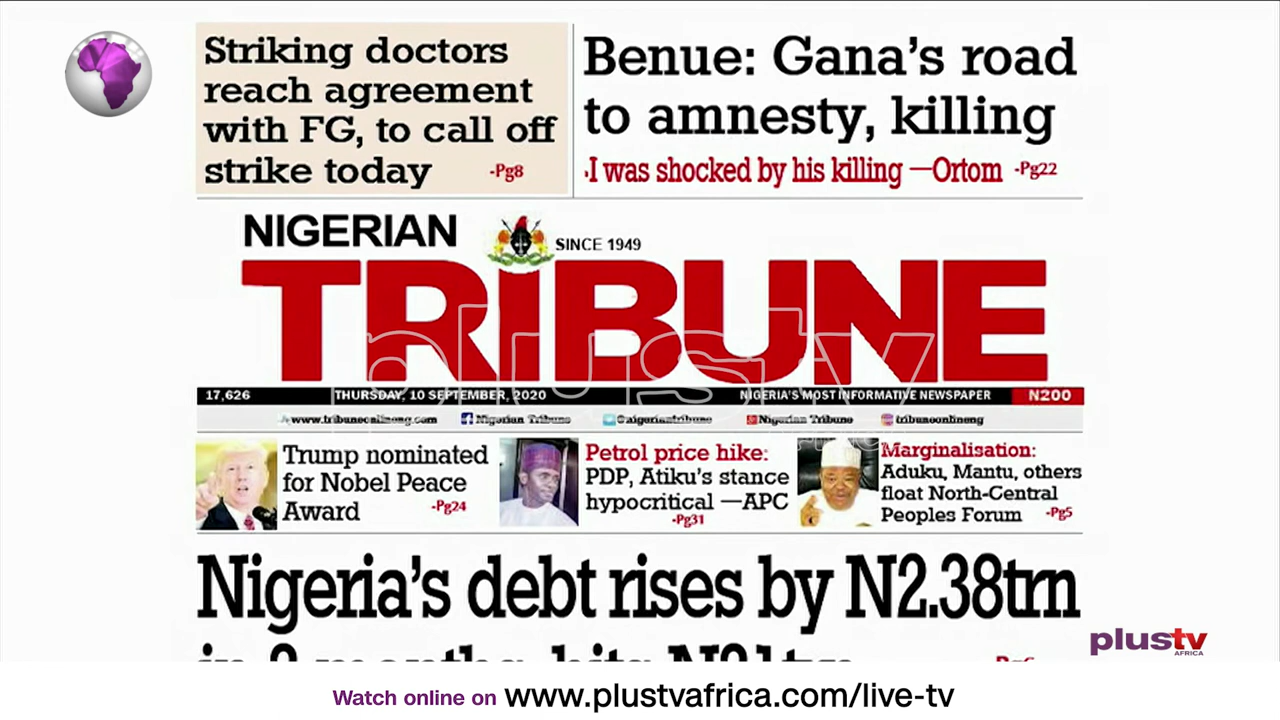 Striking doctors
reach agreement
with FG, to call off
strike today -Pg8
Benue: Gana's road
to amnesty, killing
I was shocked by his killing —Ortom -Pg22
NIGERIAN
SINCE 1949
TRIBUNE
plustv
17,626 THURSDAY, 10 SEPTEMBER, 2020 NIGERIA'S MOST INFORMATIVE NEWSPAPER N200
Nigerian Tribune Nigerian Tribune tribuneonlineng
Trump nominated
for Nobel Peace
Award -Pg24
Petrol price hike:
PDP, Atiku's stance
hypocritical —APC
-Pg31
Marginalisation:
Aduku, Mantu, others
float North-Central
Peoples Forum -Pg5
Nigeria's debt rises by N2.38trn
plustv
AFRICA
Watch online on www.plustvafrica.com/live-tv